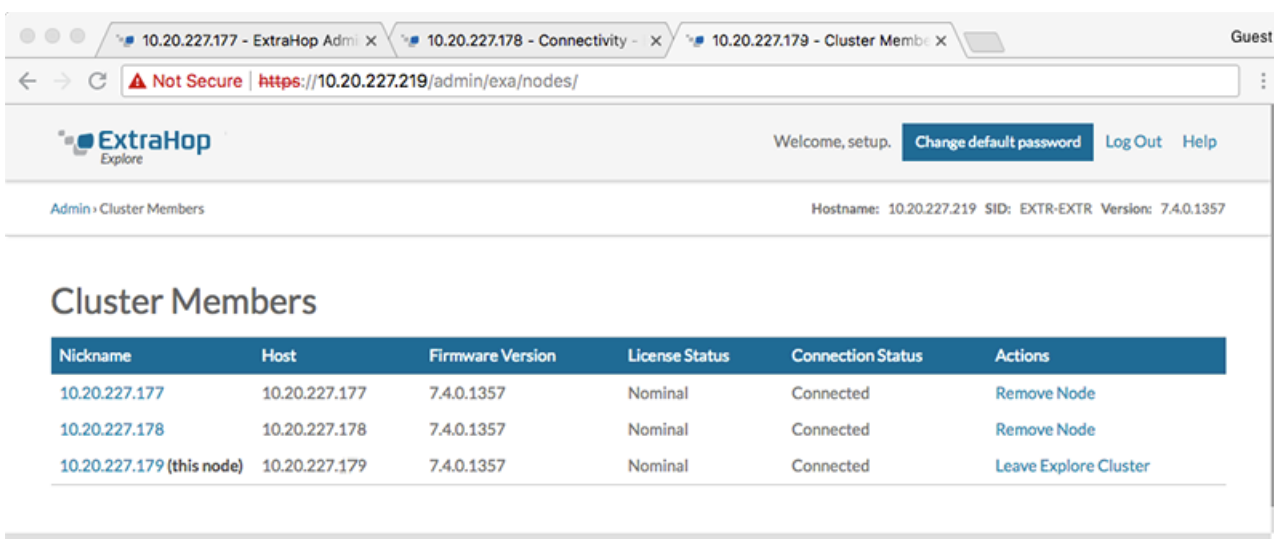 10.20.227.177 - ExtraHop Admi 10.20.227.178 - Connectivity - 10.20.227.179 - Cluster Membe Guest
Not Secure | https://10.20.227.219/admin/exa/nodes/
ExtraHop Welcome, setup. Change default password Log Out Help
Explore
Admin › Cluster Members Hostname: 10.20.227.219 SID: EXTR-EXTR Version: 7.4.0.1357
Cluster Members
Nickname Host Firmware Version License Status Connection Status Actions
10.20.227.177 10.20.227.177 7.4.0.1357 Nominal Connected Remove Node
10.20.227.178 10.20.227.178 7.4.0.1357 Nominal Connected Remove Node
10.20.227.179 (this node) 10.20.227.179 7.4.0.1357 Nominal Connected Leave Explore Cluster